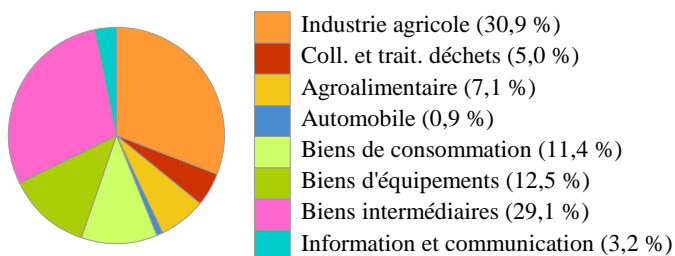 Industrie agricole (30,9 %)
Coll. et trait. déchets (5,0 %)
Agroalimentaire (7,1 %)
Automobile (0,9 %)
Biens de consommation (11,4 %)
Biens d'équipements (12,5 %)
Biens intermédiaires (29,1 %)
Information et communication (3,2 %)